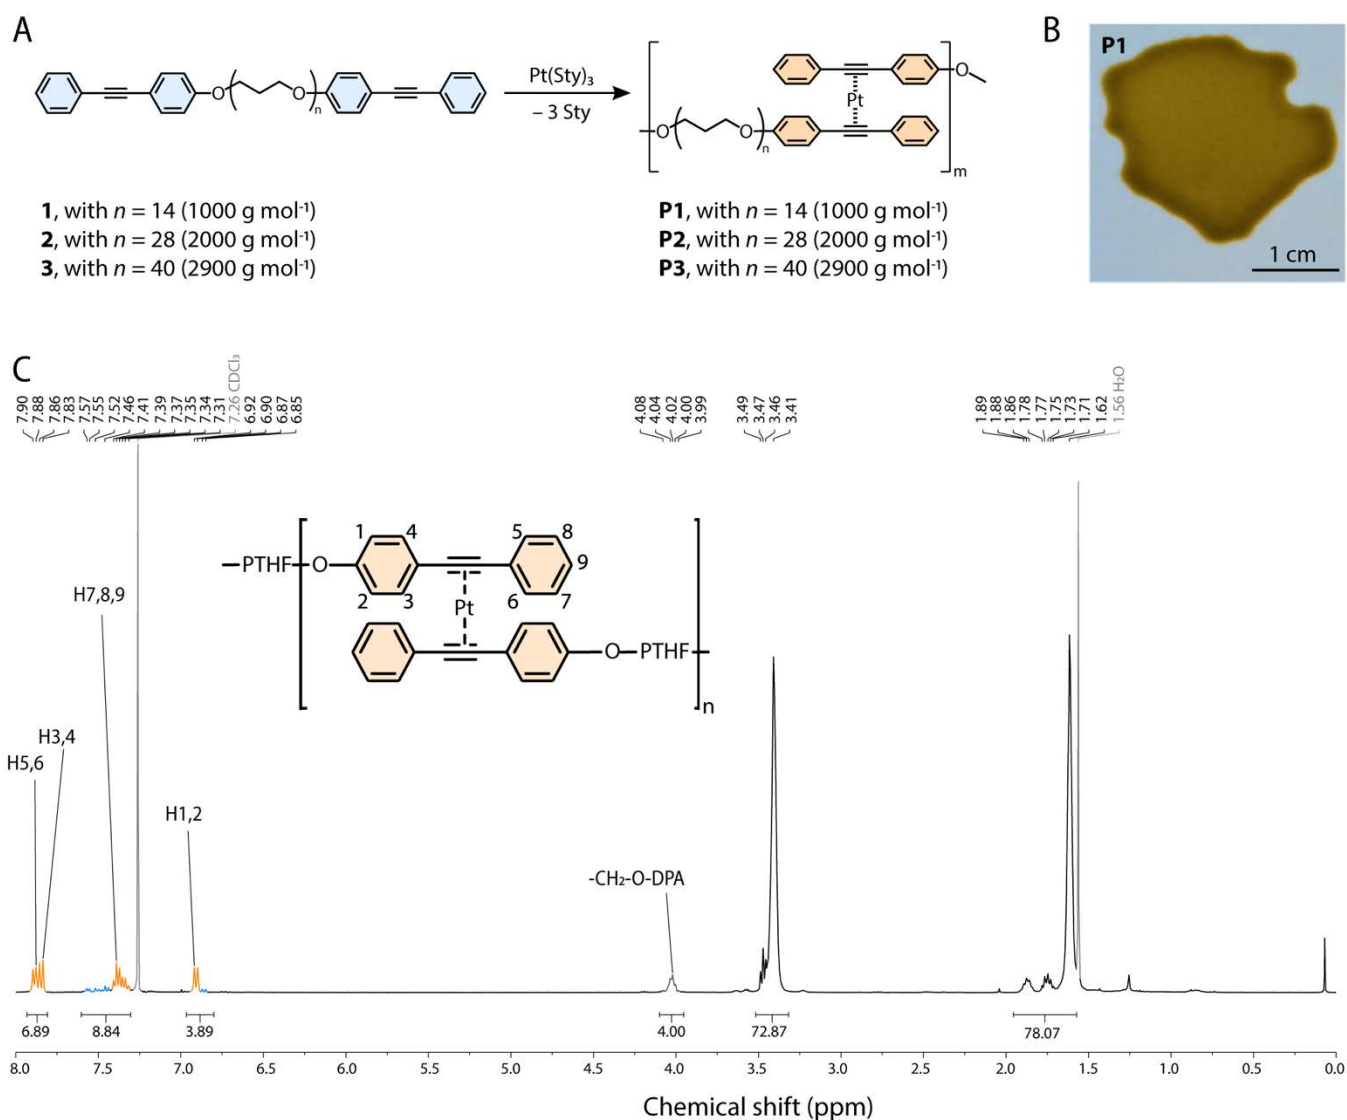 A
B
O
O
n
Pt(Sty)₃
– 3 Sty
Pt
O
O
O
n
m
1, with n = 14 (1000 g mol⁻¹)
2, with n = 28 (2000 g mol⁻¹)
3, with n = 40 (2900 g mol⁻¹)
P1, with n = 14 (1000 g mol⁻¹)
P2, with n = 28 (2000 g mol⁻¹)
P3, with n = 40 (2900 g mol⁻¹)
P1
1 cm
C
7.90
7.88
7.86
7.83
7.57
7.55
7.52
7.46
7.41
7.39
7.37
7.35
7.34
7.31
7.26 CDCl₃
6.92
6.90
6.87
6.85
4.08
4.04
4.02
4.00
3.99
3.49
3.47
3.46
3.41
1.89
1.88
1.86
1.78
1.77
1.75
1.73
1.71
1.62
1.56 H₂O
1
4
5
8
PTHF
O
9
2
3
6
7
Pt
O
PTHF
n
H7,8,9
H3,4
H5,6
H1,2
-CH₂-O-DPA
6.89
8.84
3.89
4.00
72.87
78.07
8.0 7.5 7.0 6.5 6.0 5.5 5.0 4.5 4.0 3.5 3.0 2.5 2.0 1.5 1.0 0.5 0.0
Chemical shift (ppm)